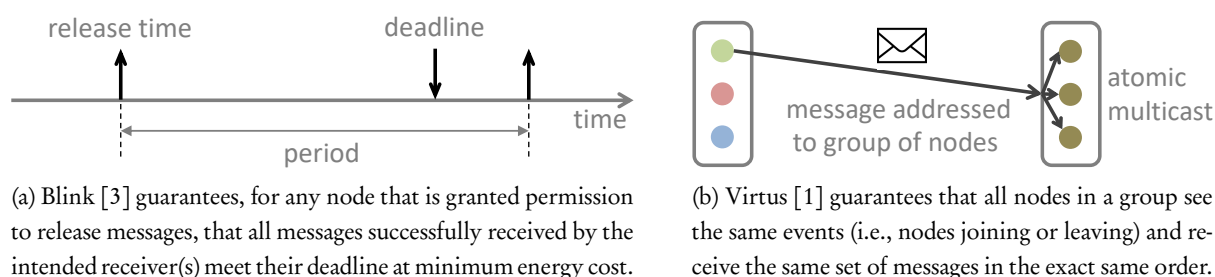 release time
deadline
time
period
message addressed
to group of nodes
atomic
multicast
(a) Blink [3] guarantees, for any node that is granted permission
to release messages, that all messages successfully received by the
intended receiver(s) meet their deadline at minimum energy cost.
(b) Virtus [1] guarantees that all nodes in a group see
the same events (i.e., nodes joining or leaving) and re-
ceive the same set of messages in the exact same order.